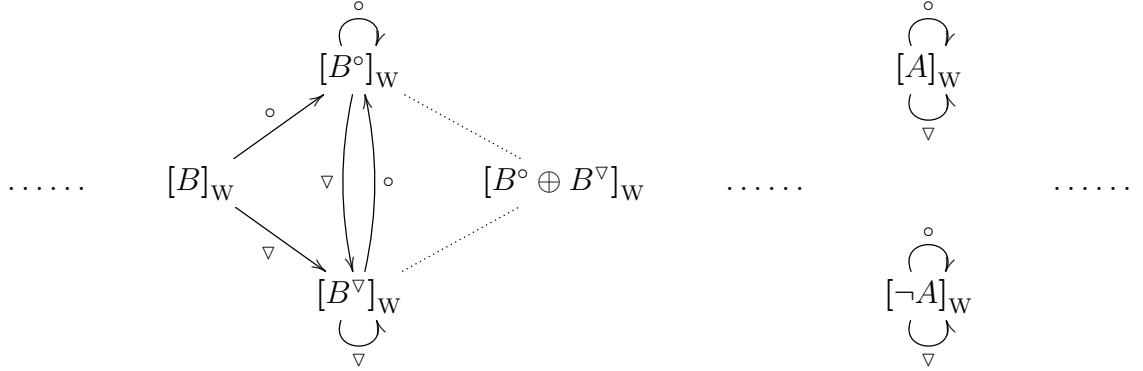 ∘ ∘
[B°]_W [A]_W
∘ ▽
...... [B]_W ▽ ∘ [B° ⊕ B^▽]_W ...... ......
▽ ∘
[B^▽]_W [¬A]_W
▽ ▽